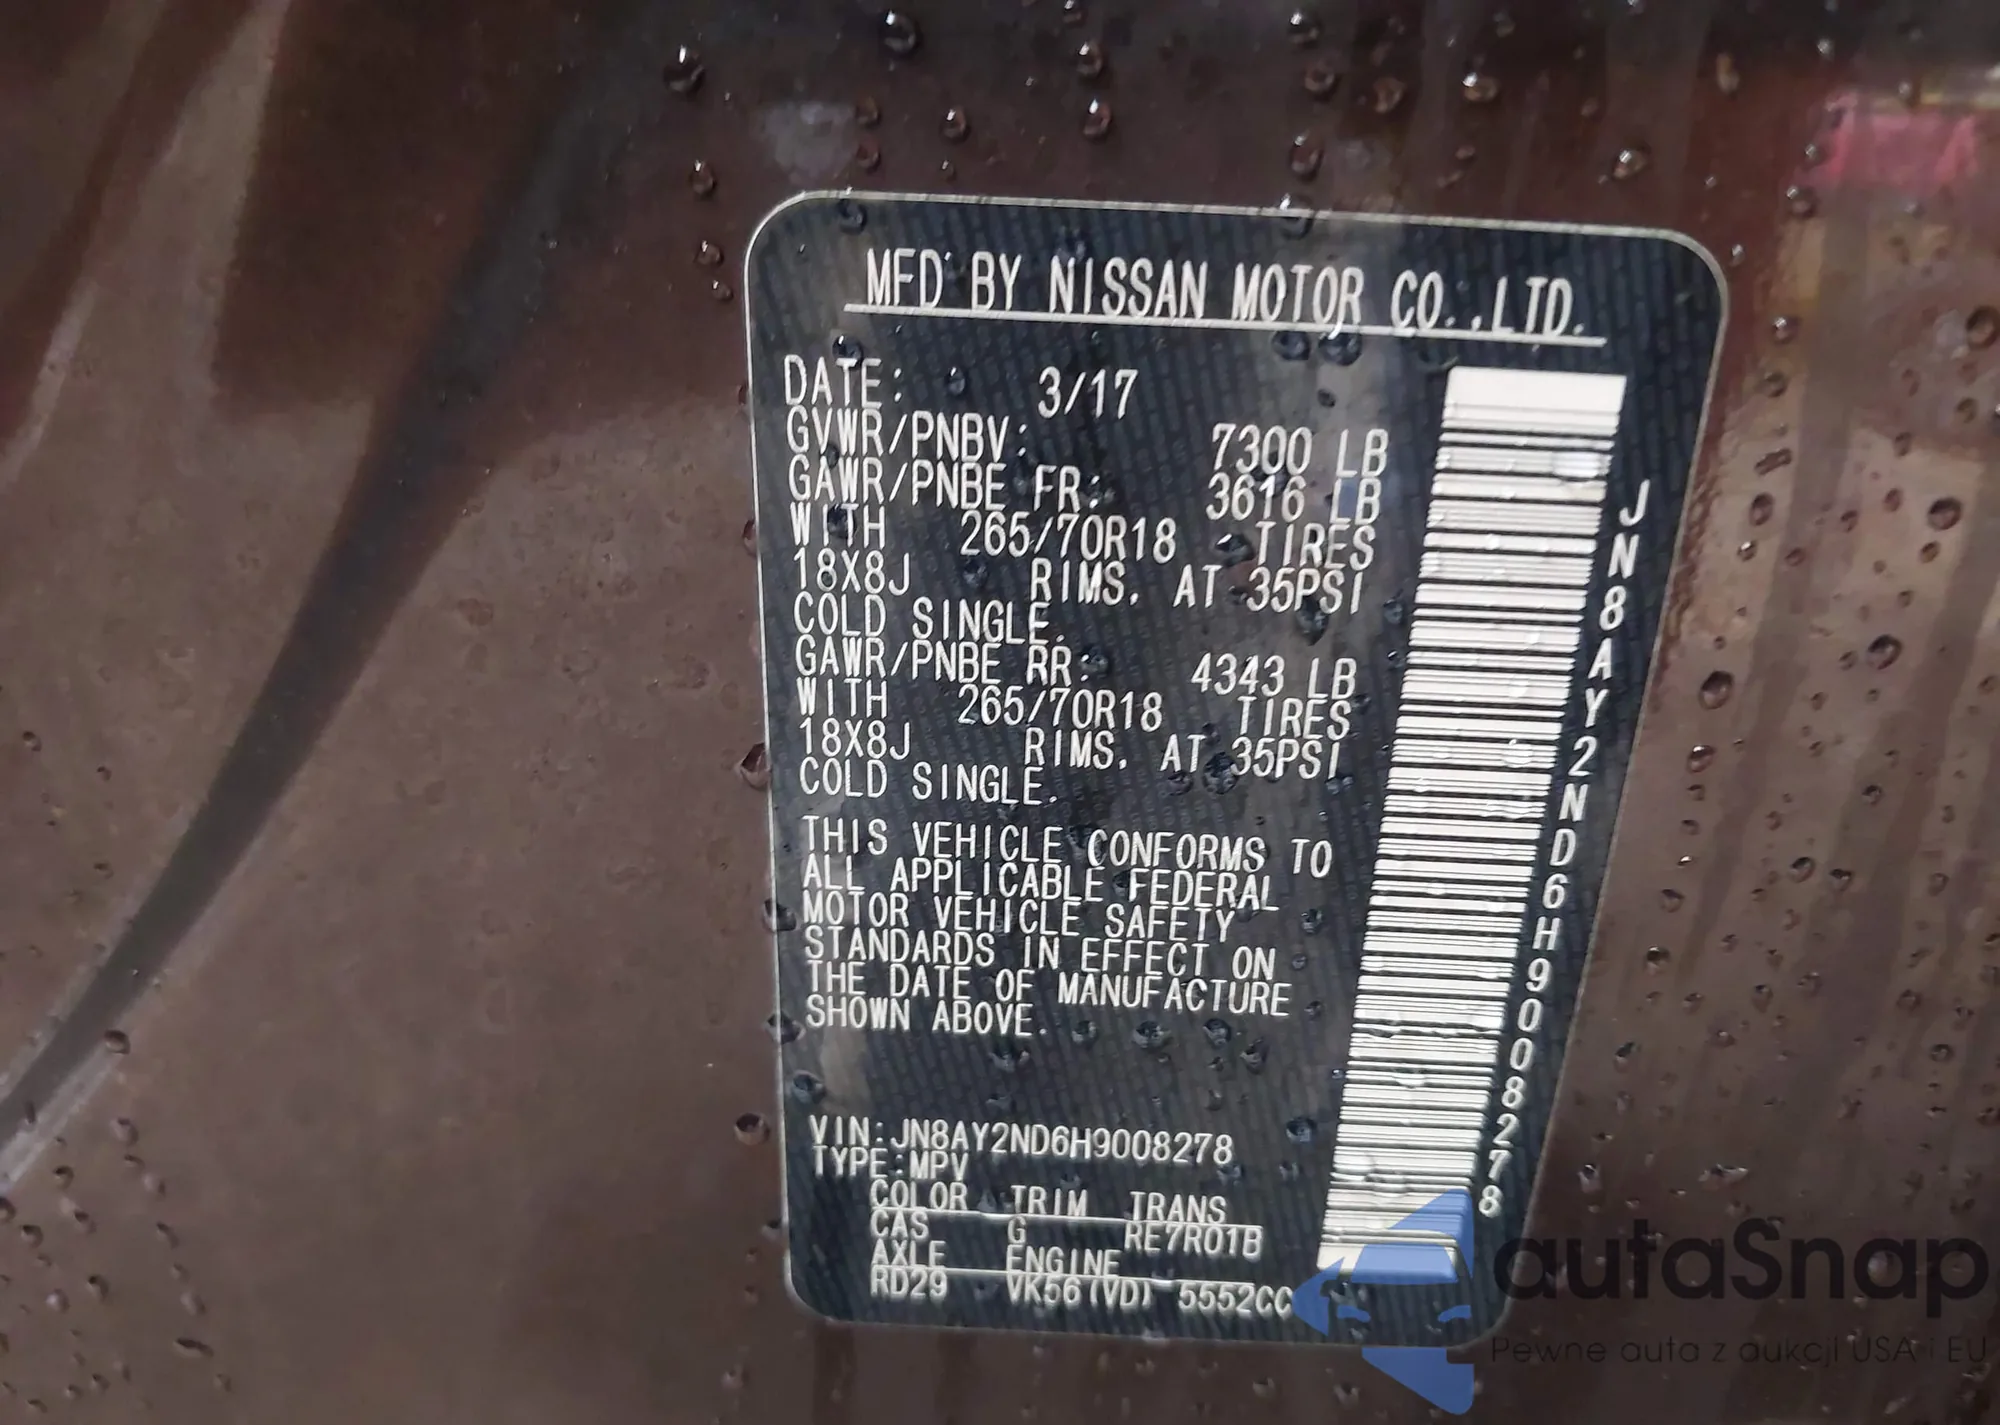 MFD BY NISSAN MOTOR CO.,LTD.
DATE: 3/17
GVWR/PNBV: 7300 LB
GAWR/PNBE FR: 3616 LB
WITH 265/70R18 TIRES
18X8J RIMS, AT 35PSI
COLD SINGLE.
GAWR/PNBE RR: 4343 LB
WITH 265/70R18 TIRES
18X8J RIMS, AT 35PSI
COLD SINGLE.
THIS VEHICLE CONFORMS TO
ALL APPLICABLE FEDERAL
MOTOR VEHICLE SAFETY
STANDARDS IN EFFECT ON
THE DATE OF MANUFACTURE
SHOWN ABOVE.
VIN:JN8AY2ND6H9008278
TYPE:MPV
COLOR TRIM TRANS
CAS G RE7R01B
AXLE ENGINE
RD29 VK56(VD) 5552CC
JN8AY2ND6H9008278
autaSnap
Pewne auta z aukcji USA i EU